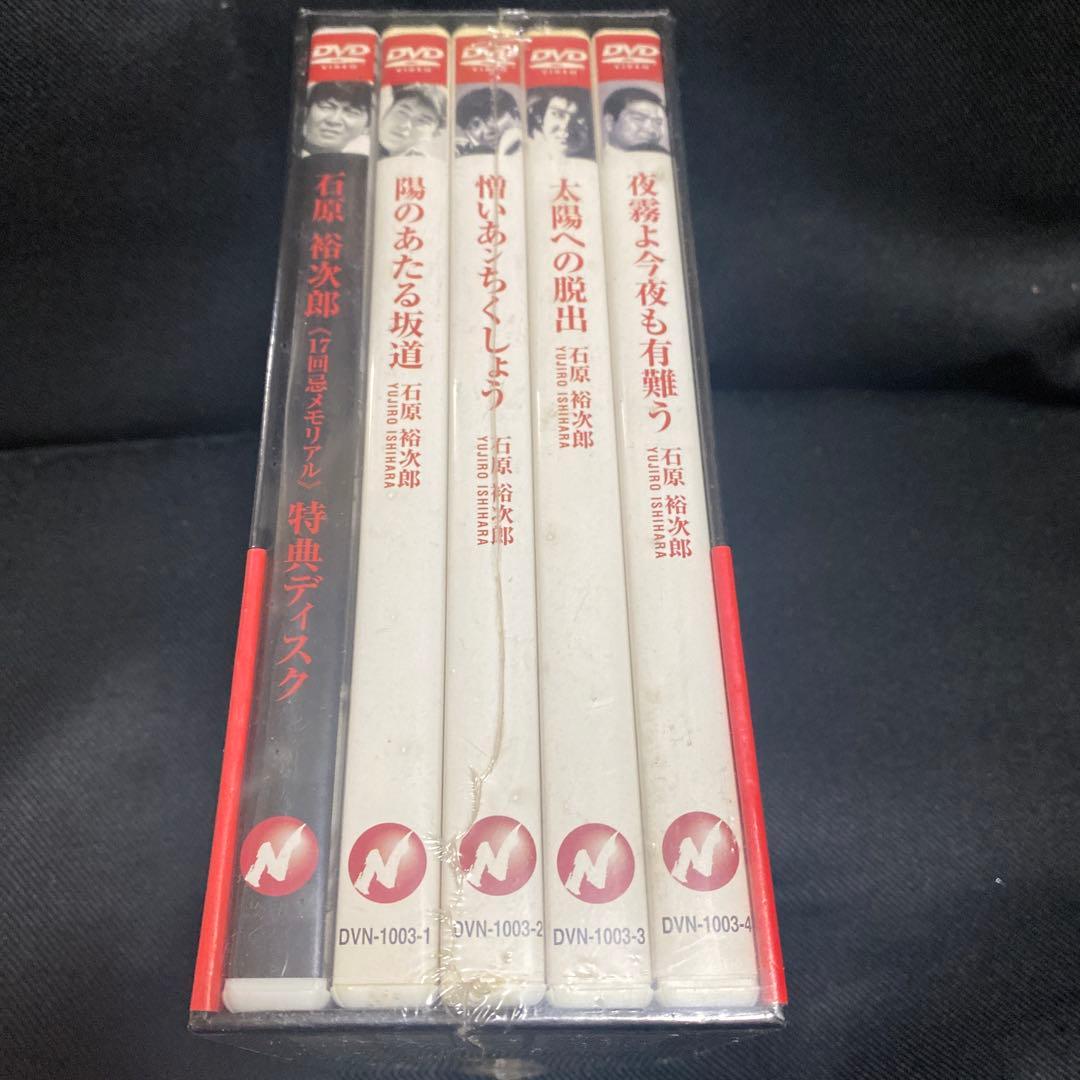 DVD
VIDEO
石原 裕次郎
《17回忌メモリアル》
特典ディスク
N
DVD
VIDEO
陽のあたる坂道
石原 裕次郎
YUJIRO ISHIHARA
N
DVN-1003-1
DVD
VIDEO
憎いあンちくしょう
石原 裕次郎
YUJIRO ISHIHARA
N
DVN-1003-2
DVD
VIDEO
太陽への脱出
石原 裕次郎
YUJIRO ISHIHARA
N
DVN-1003-3
DVD
VIDEO
夜霧よ今夜も有難う
石原 裕次郎
YUJIRO ISHIHARA
N
DVN-1003-4